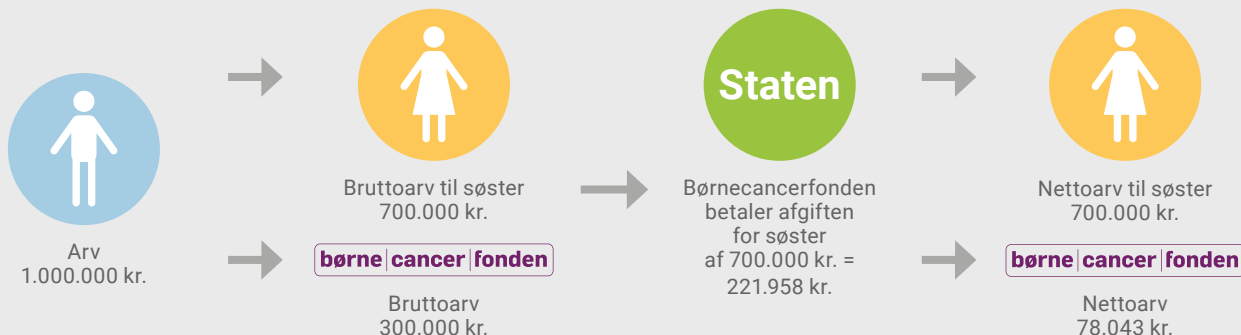 Arv
1.000.000 kr.
Bruttoarv til søster
700.000 kr.
børne|cancer|fonden
Bruttoarv
300.000 kr.
Staten
Børnecancerfonden
betaler afgiften
for søster
af 700.000 kr. =
221.958 kr.
Nettoarv til søster
700.000 kr.
børne|cancer|fonden
Nettoarv
78.043 kr.